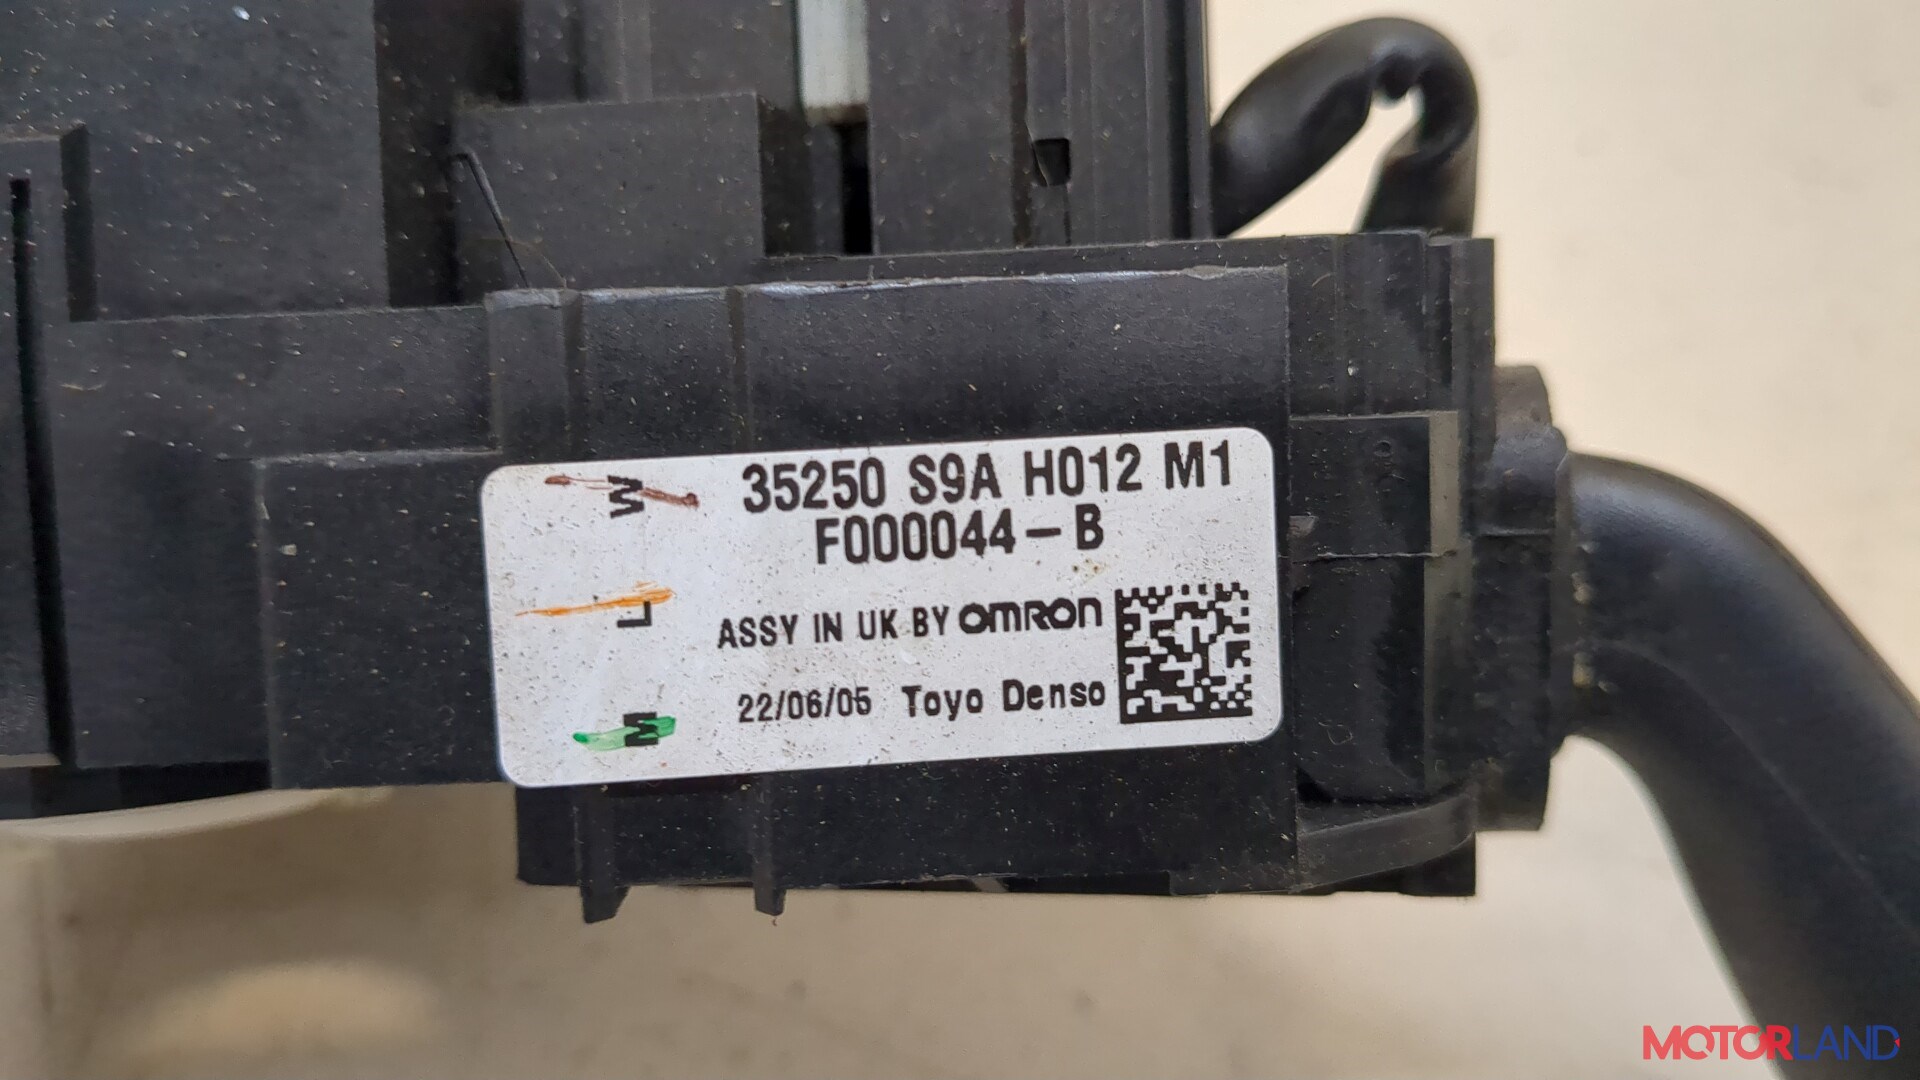 35250 S9A H012 M1
F000044-B
W
L
M
ASSY IN UK BY OMRON
22/06/05 Toyo Denso
MOTORLAND